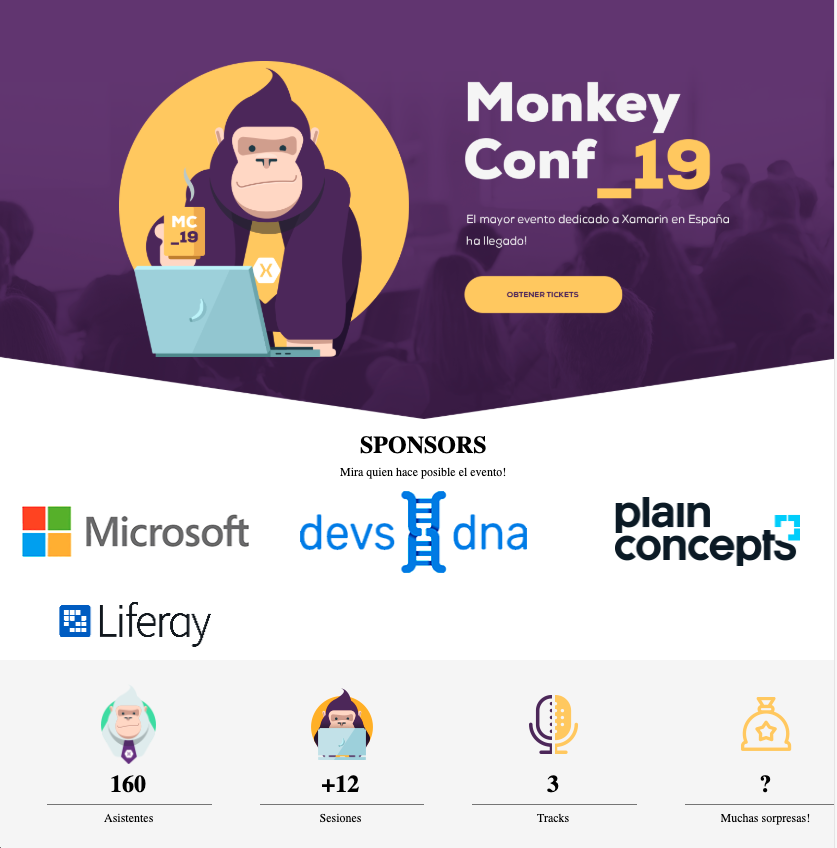 Monkey
Conf_19
MC
_19
X
El mayor evento dedicado a Xamarin en España
ha llegado!
OBTENER TICKETS
SPONSORS
Mira quien hace posible el evento!
Microsoft
devs dna
plain
concepts
Liferay
160
+12
3
?
Asistentes
Sesiones
Tracks
Muchas sorpresas!